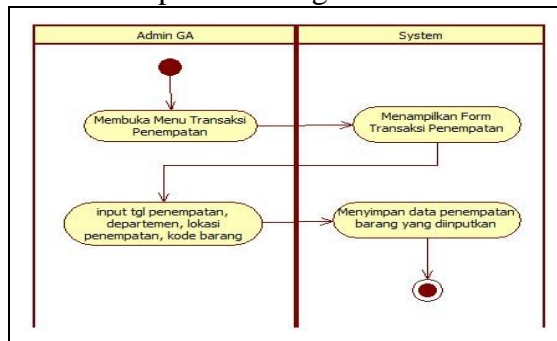 Admin GA
System
Membuka Menu Transaksi
Penempatan
Menampilkan Form
Transaksi Penempatan
input tgl penempatan,
departemen, lokasi
penempatan, kode barang
Menyimpan data penempatan
barang yang diinputkan